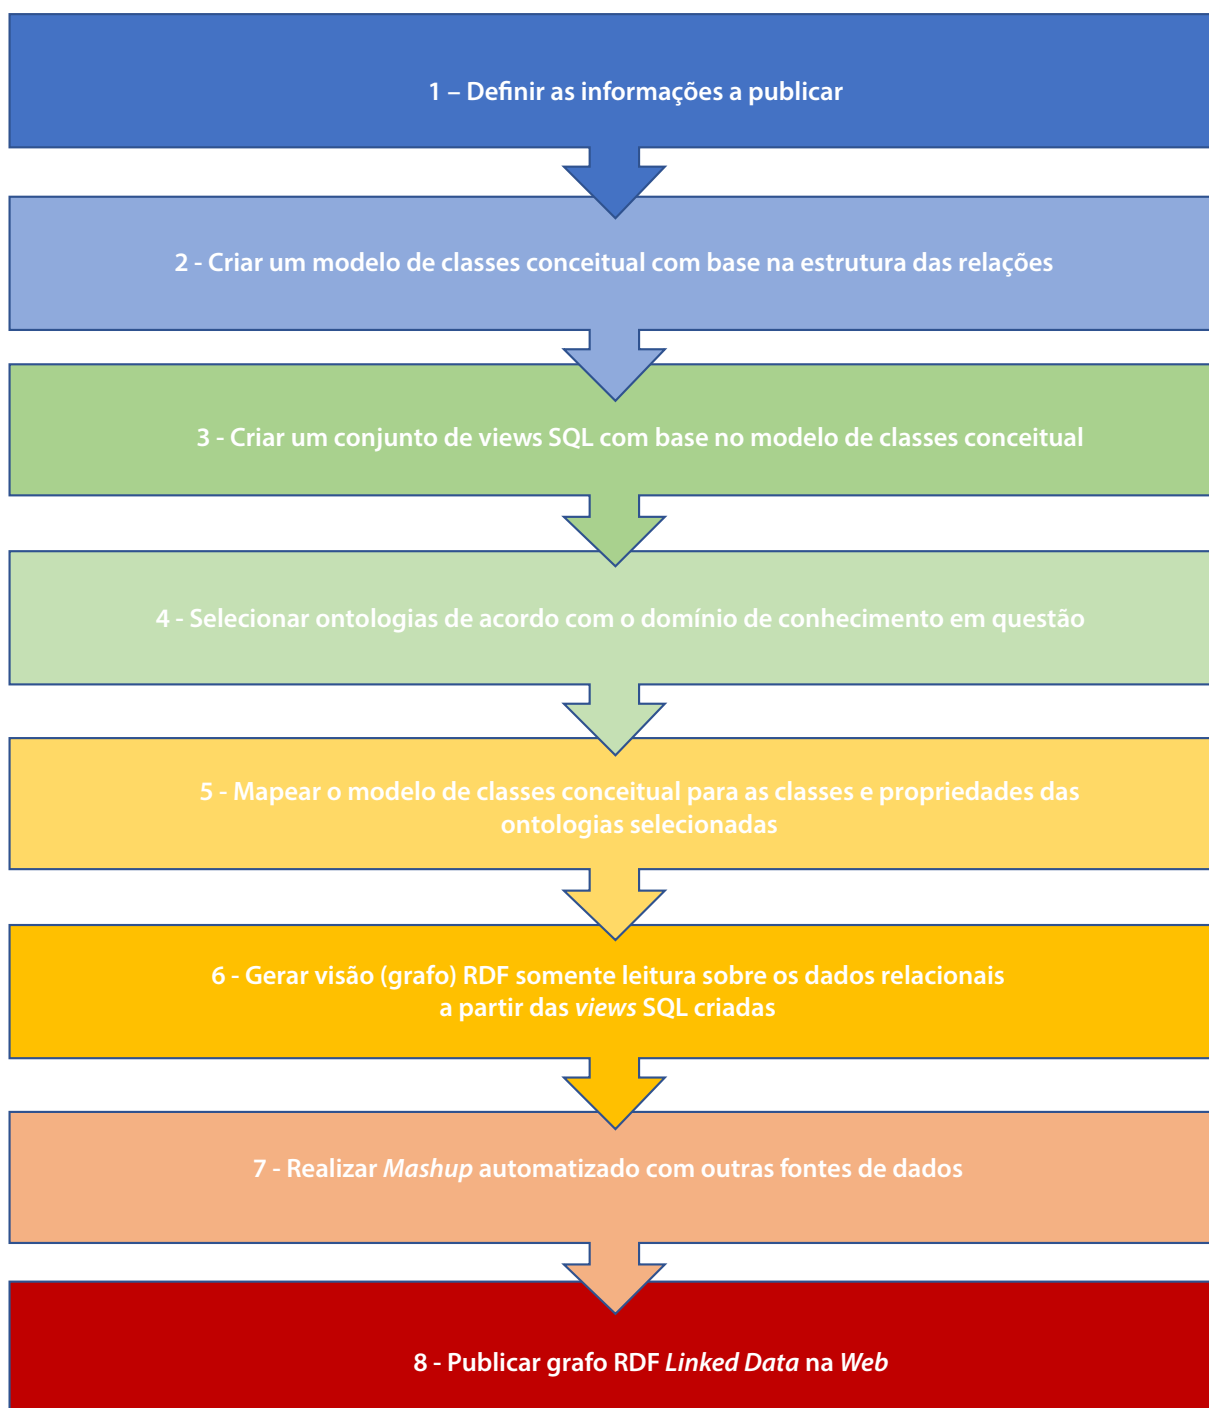 1 – Definir as informações a publicar
2 - Criar um modelo de classes conceitual com base na estrutura das relações
3 - Criar um conjunto de views SQL com base no modelo de classes conceitual
4 - Selecionar ontologias de acordo com o domínio de conhecimento em questão
5 - Mapear o modelo de classes conceitual para as classes e propriedades das
ontologias selecionadas
6 - Gerar visão (grafo) RDF somente leitura sobre os dados relacionais
a partir das views SQL criadas
7 - Realizar Mashup automatizado com outras fontes de dados
8 - Publicar grafo RDF Linked Data na Web